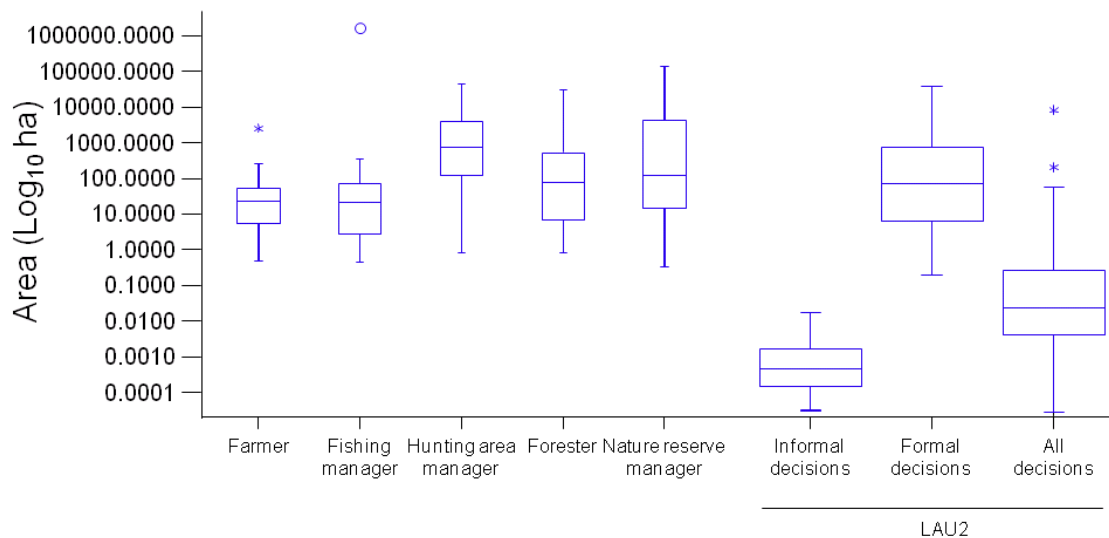 Area (Log10 ha)
1000000.0000
100000.0000
10000.0000
1000.0000
100.0000
10.0000
1.0000
0.1000
0.0100
0.0010
0.0001
Farmer
Fishing
manager
Hunting area
manager
Forester
Nature reserve
manager
Informal
decisions
Formal
decisions
All
decisions
LAU2